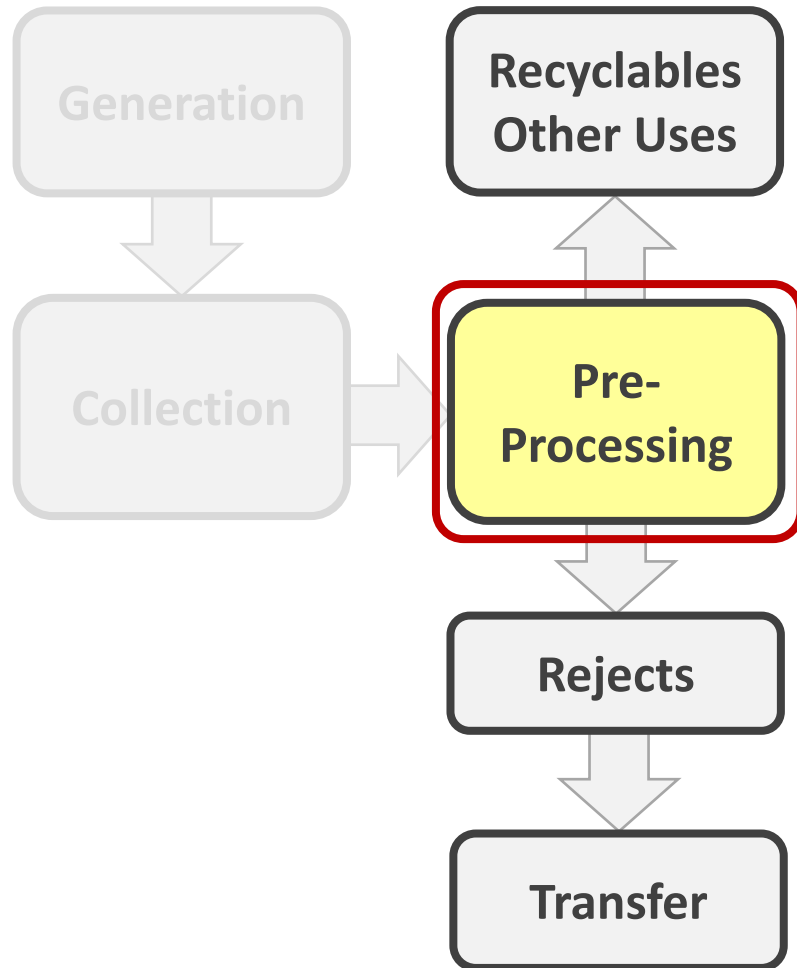 Generation
Recyclables
Other Uses
Collection
Pre-
Processing
Rejects
Transfer